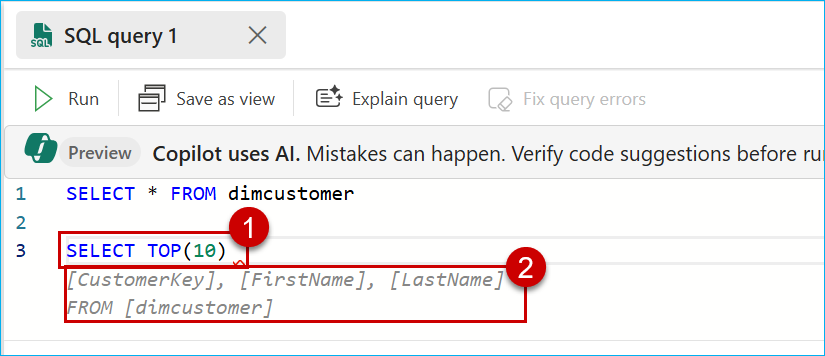 SQL query 1
SQL
Run Save as view Explain query Fix query errors
Preview Copilot uses AI. Mistakes can happen. Verify code suggestions before
1 SELECT * FROM dimcustomer
1
2
3 SELECT TOP(10)
2
[CustomerKey], [FirstName], [LastName]
FROM [dimcustomer]